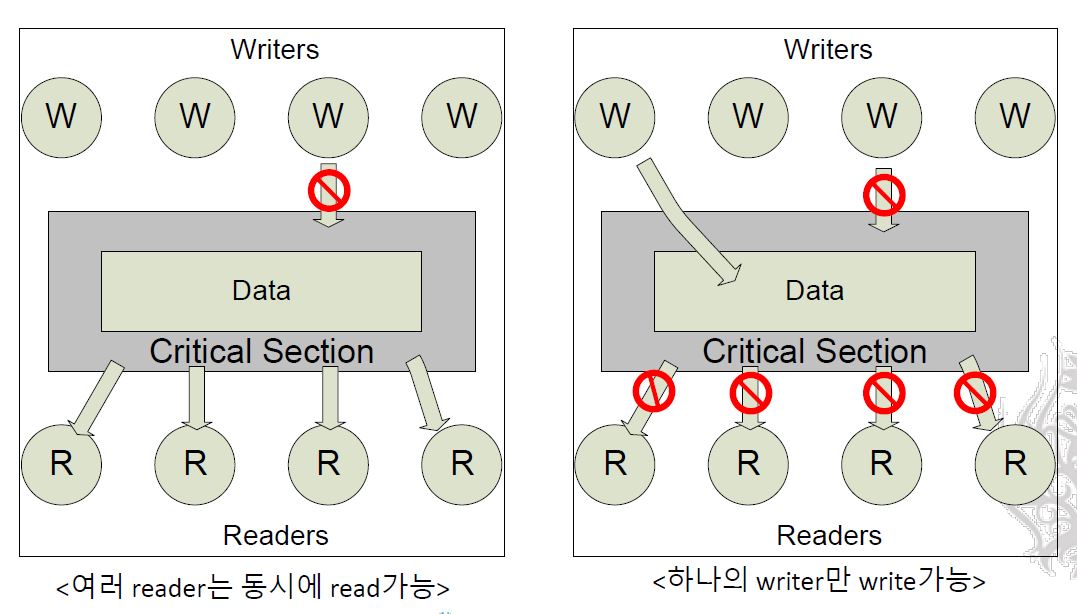 Writers
W W W W
Data
Critical Section
R R R R
Readers
<여러 reader는 동시에 read가능>
Writers
W W W W
Data
Critical Section
R R R R
Readers
<하나의 writer만 write가능>